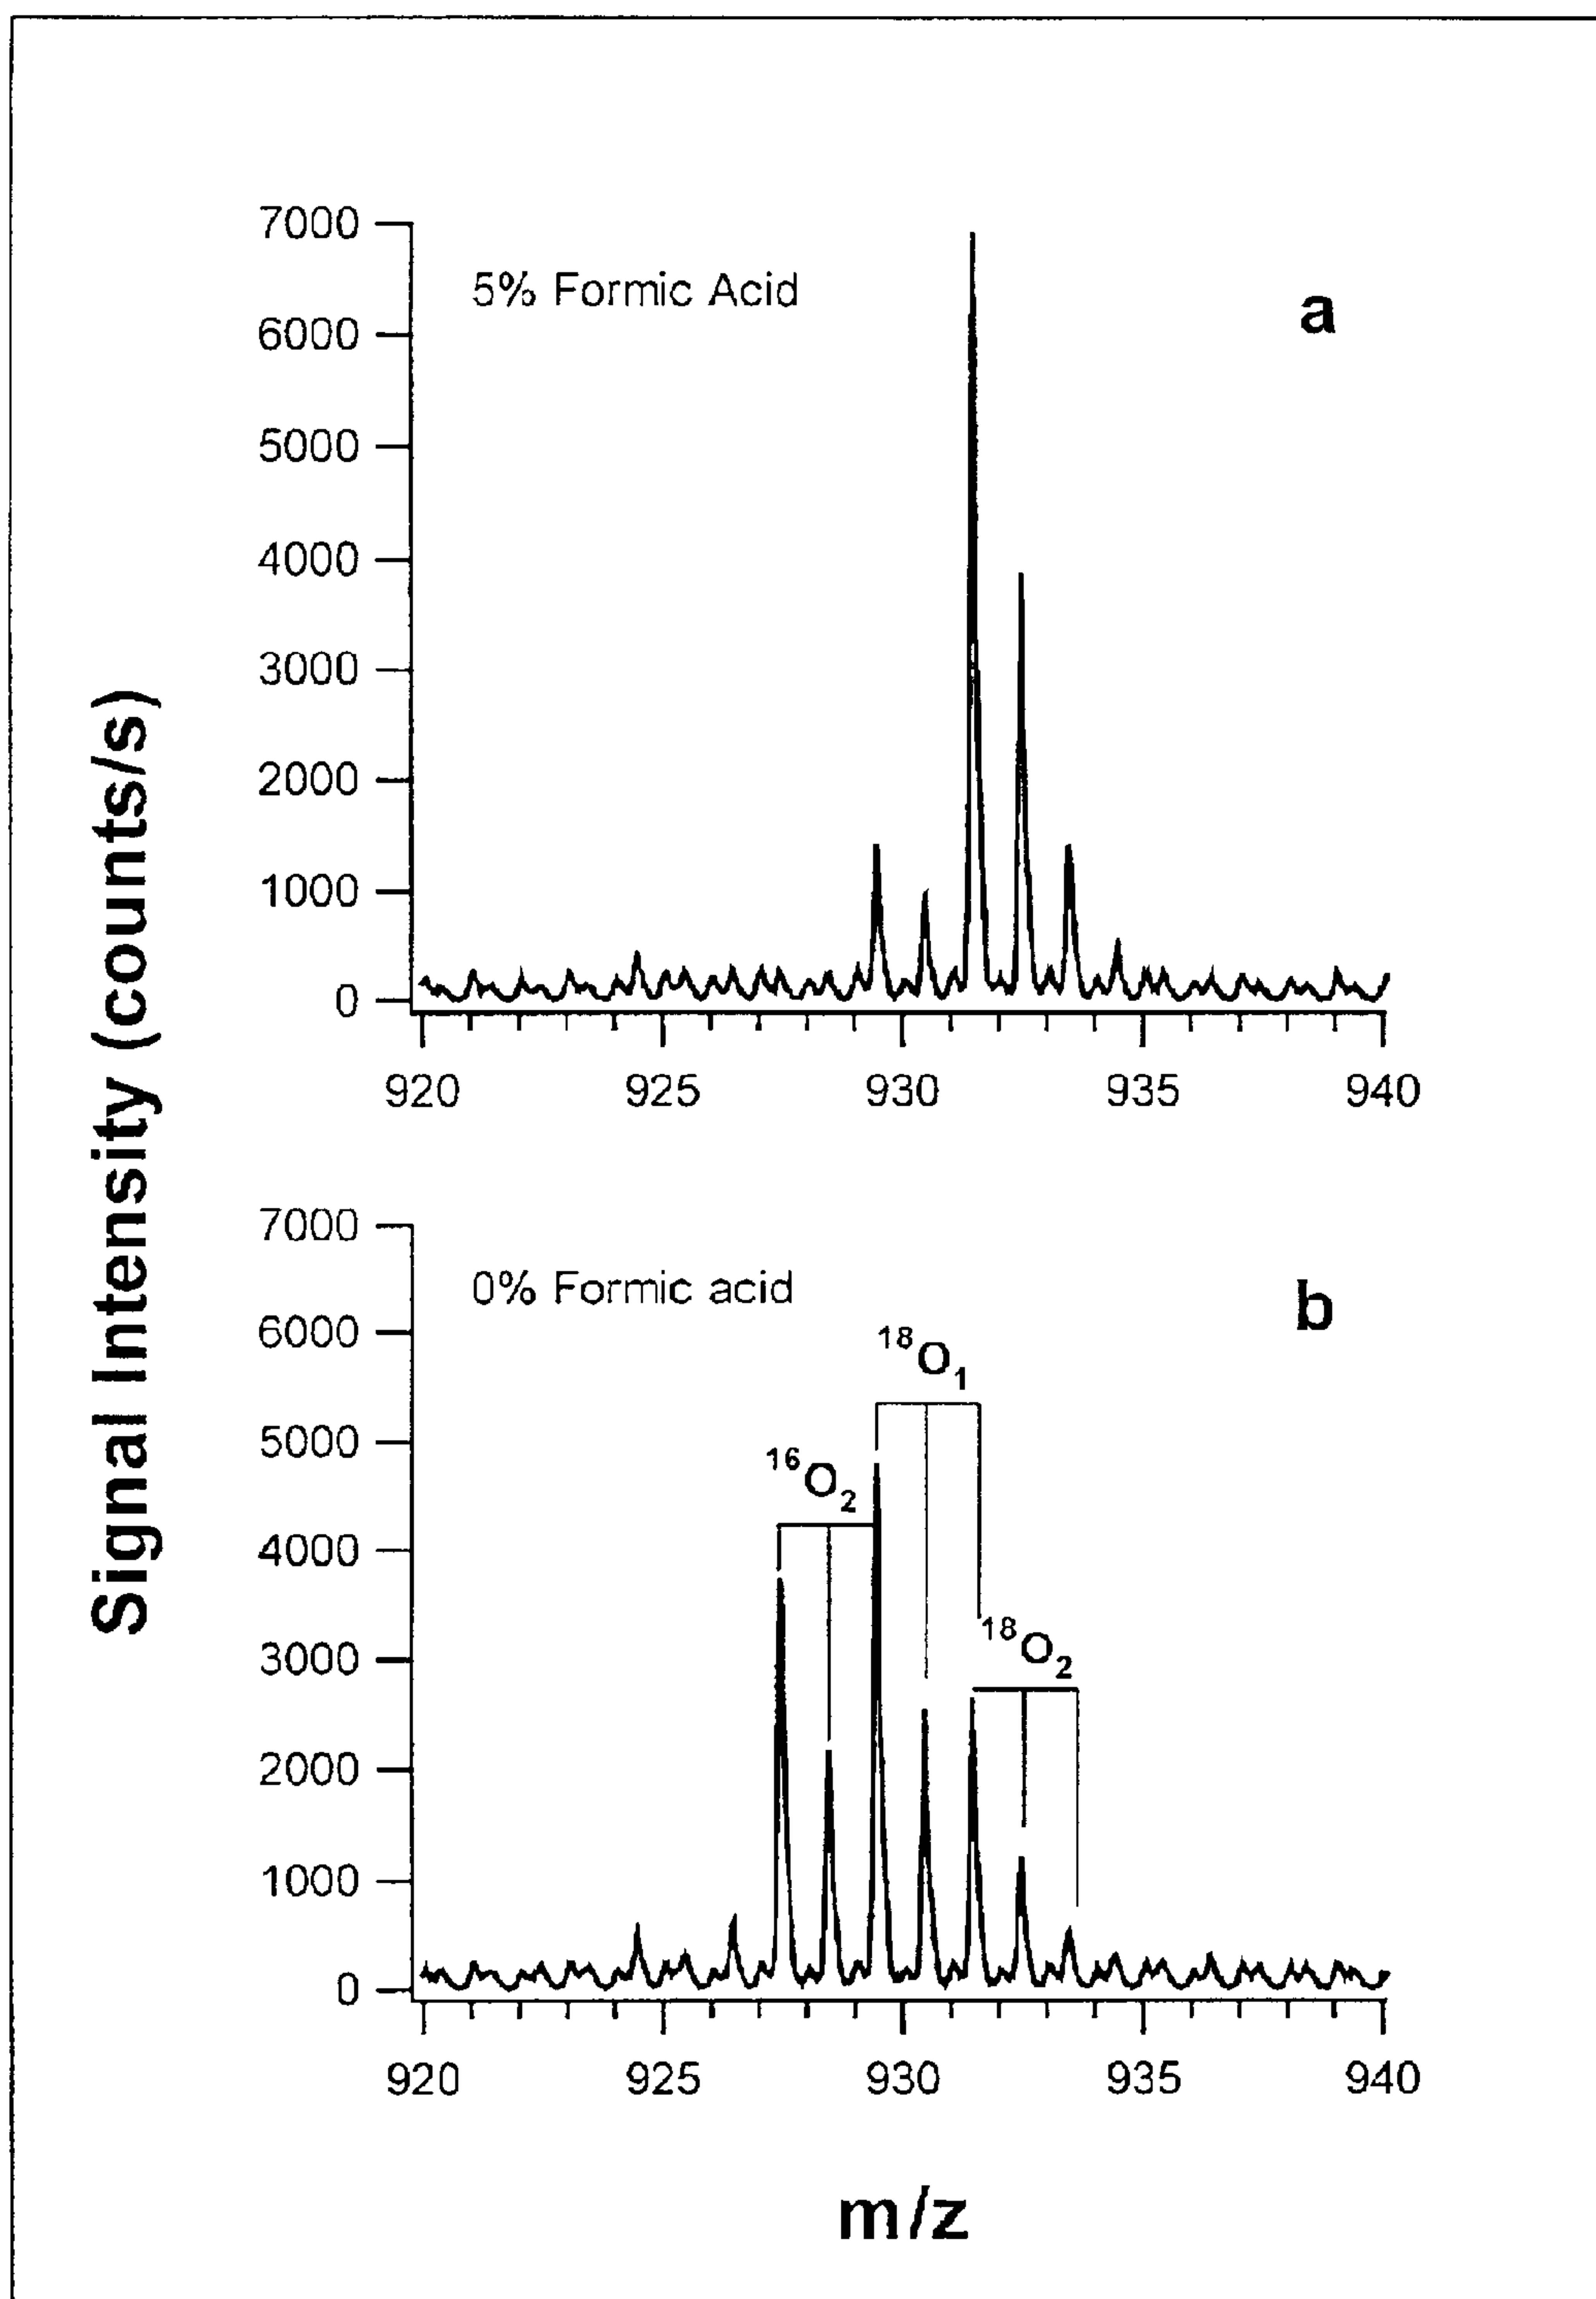 Signal Intensity (counts/s)
7000
6000
5000
4000
3000
2000
1000
0
5% Formic Acid
a
920 925 930 935 940
7000
6000
5000
4000
3000
2000
1000
0
0% Formic acid
b
¹⁸O₁
¹⁶O₂
¹⁸O₂
920 925 930 935 940
m/z